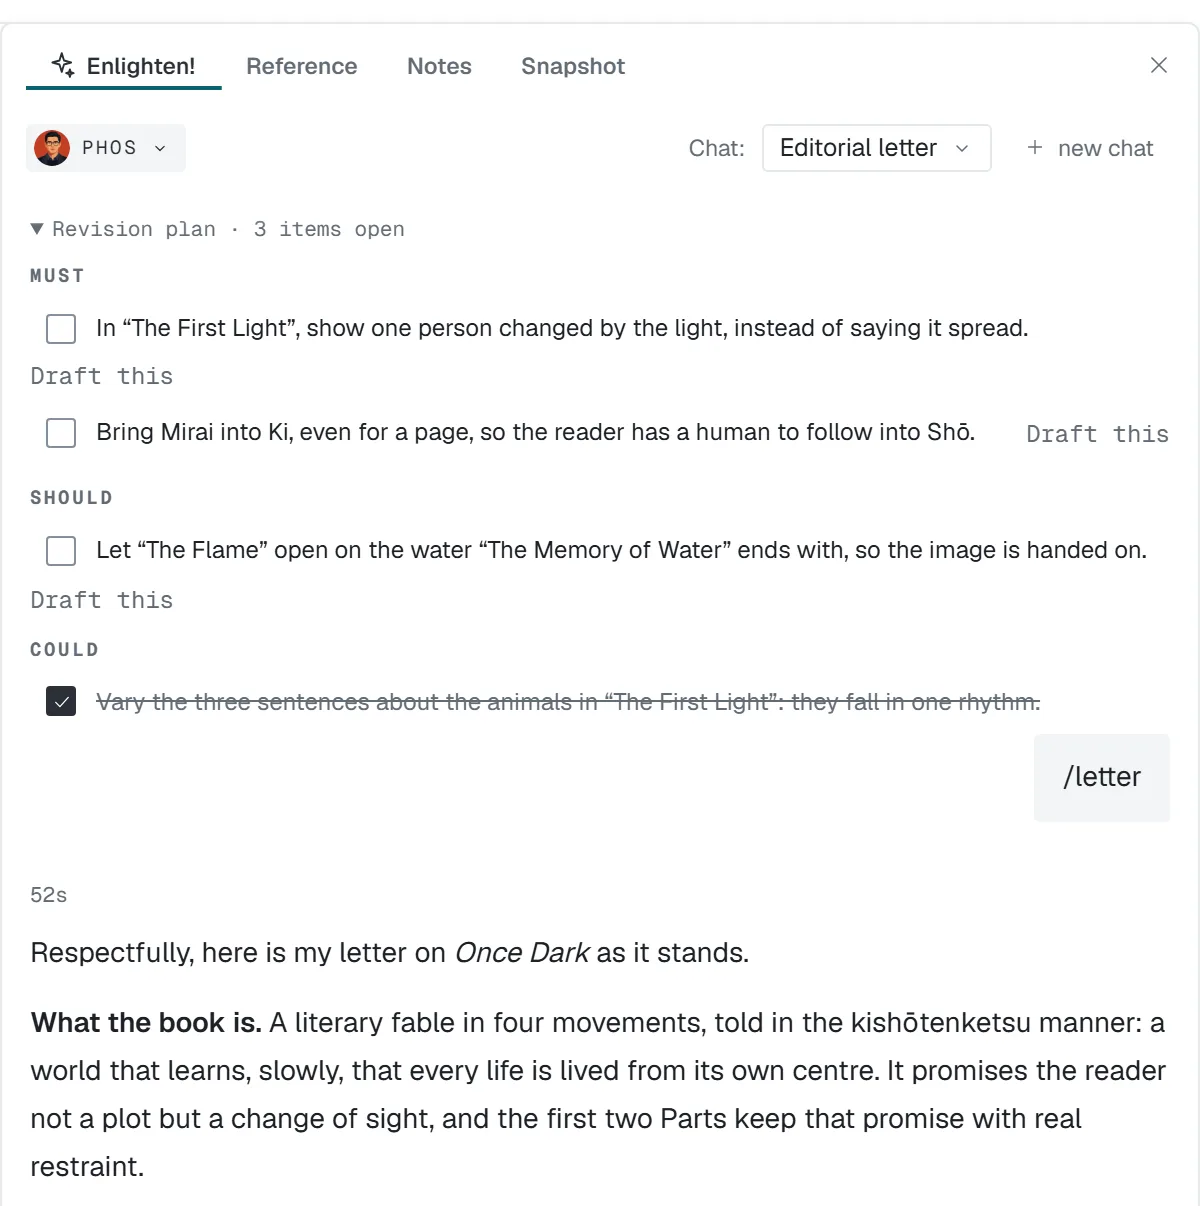 Enlighten! Reference Notes Snapshot
PHOS Chat: Editorial letter + new chat
▼ Revision plan · 3 items open
MUST
In “The First Light”, show one person changed by the light, instead of saying it spread.
Draft this
Bring Mirai into Ki, even for a page, so the reader has a human to follow into Shō. Draft this
SHOULD
Let “The Flame” open on the water “The Memory of Water” ends with, so the image is handed on.
Draft this
COULD
Vary the three sentences about the animals in “The First Light”: they fall in one rhythm.
/letter
52s
Respectfully, here is my letter on Once Dark as it stands.
What the book is. A literary fable in four movements, told in the kishōtenketsu manner: a
world that learns, slowly, that every life is lived from its own centre. It promises the reader
not a plot but a change of sight, and the first two Parts keep that promise with real
restraint.